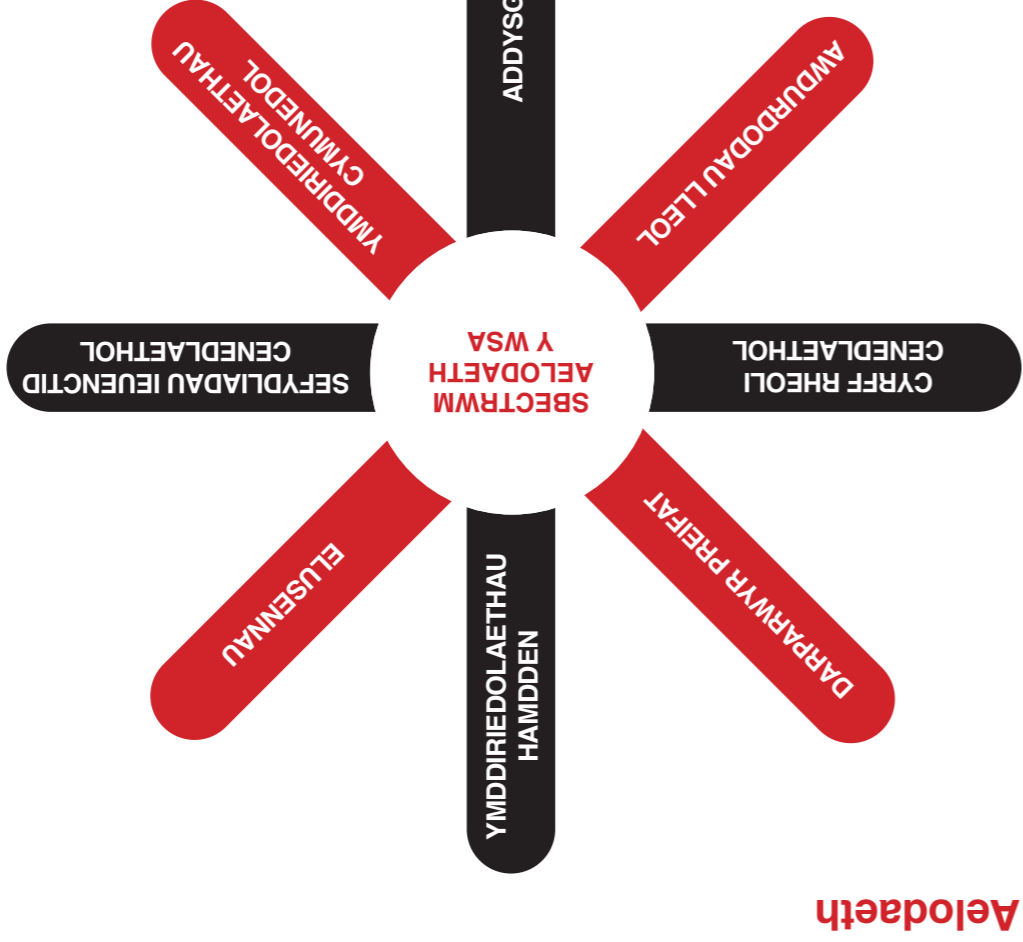 Aelodaeth
YMDDIRIEDOLAETHAU
HAMDDEN
DARPARWYR PREIFAT
ELUSENNAU
CYRFF RHEOLI
CENEDLAETHOL
SBECTRWM
AELODAETH
Y WSA
SEFYDLIADAU IEUENCTID
CENEDLAETHOL
AWDURDODAU LLEOL
YMDDIRIEDOLAETHAU
CYMUNEDOL
ADDYSG